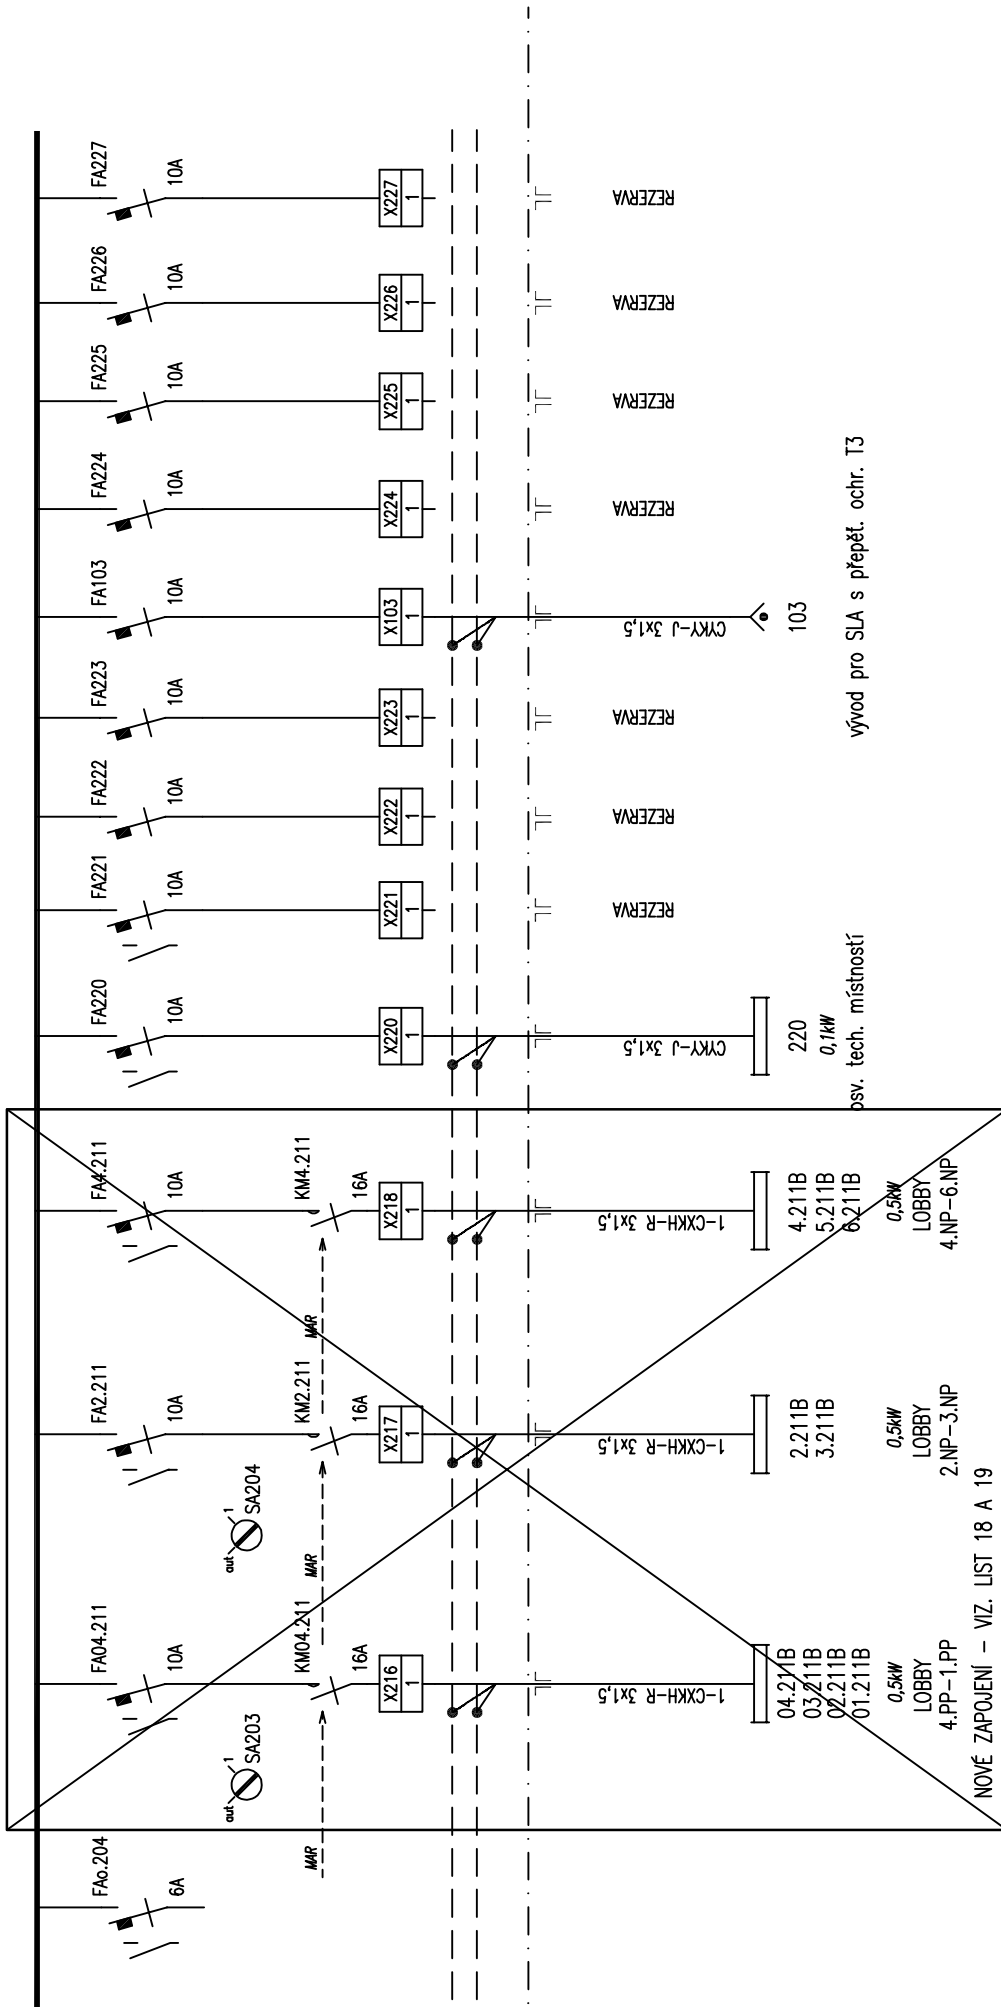 FAo.204
6A
FA04.211
10A
aut
1
SA203
MAR
KM04.211
16A
X216
1
1-CXKH-R 3x1,5
04.211B
03.211B
02.211B
01.211B
0,5kW
LOBBY
4.PP-1.PP
FA2.211
10A
aut
1
SA204
MAR
KM2.211
16A
X217
1
1-CXKH-R 3x1,5
2.211B
3.211B
0,5kW
LOBBY
2.NP-3.NP
NOVÉ ZAPOJENÍ - VIZ. LIST 18 A 19
FA4.211
10A
MAR
KM4.211
16A
X218
1
1-CXKH-R 3x1,5
4.211B
5.211B
6.211B
0,5kW
LOBBY
4.NP-6.NP
FA220
10A
X220
1
CYKY-J 3x1,5
220
0,1kW
osv. tech. místností
FA221
10A
X221
1
REZERVA
FA222
10A
X222
1
REZERVA
FA223
10A
X223
1
REZERVA
FA103
10A
X103
1
CYKY-J 3x1,5
103
vývod pro SLA s přepěť. ochr. T3
FA224
10A
X224
1
REZERVA
FA225
10A
X225
1
REZERVA
FA226
10A
X226
1
REZERVA
FA227
10A
X227
1
REZERVA